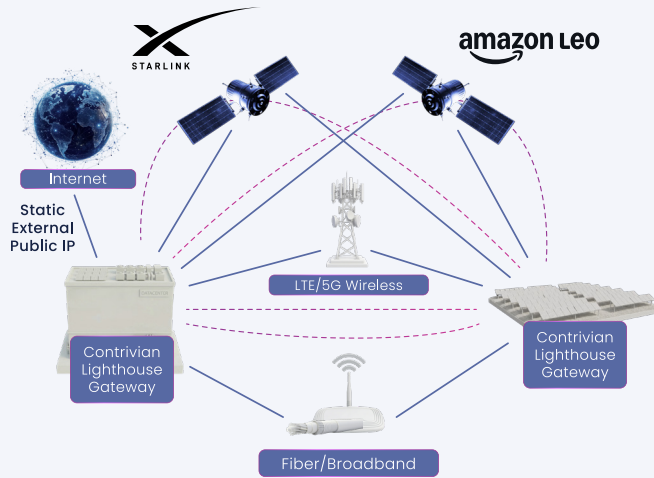 STARLINK
amazon Leo
Internet
Static
External
Public IP
LTE/5G Wireless
Contrivian
Lighthouse
Gateway
Contrivian
Lighthouse
Gateway
Fiber/Broadband